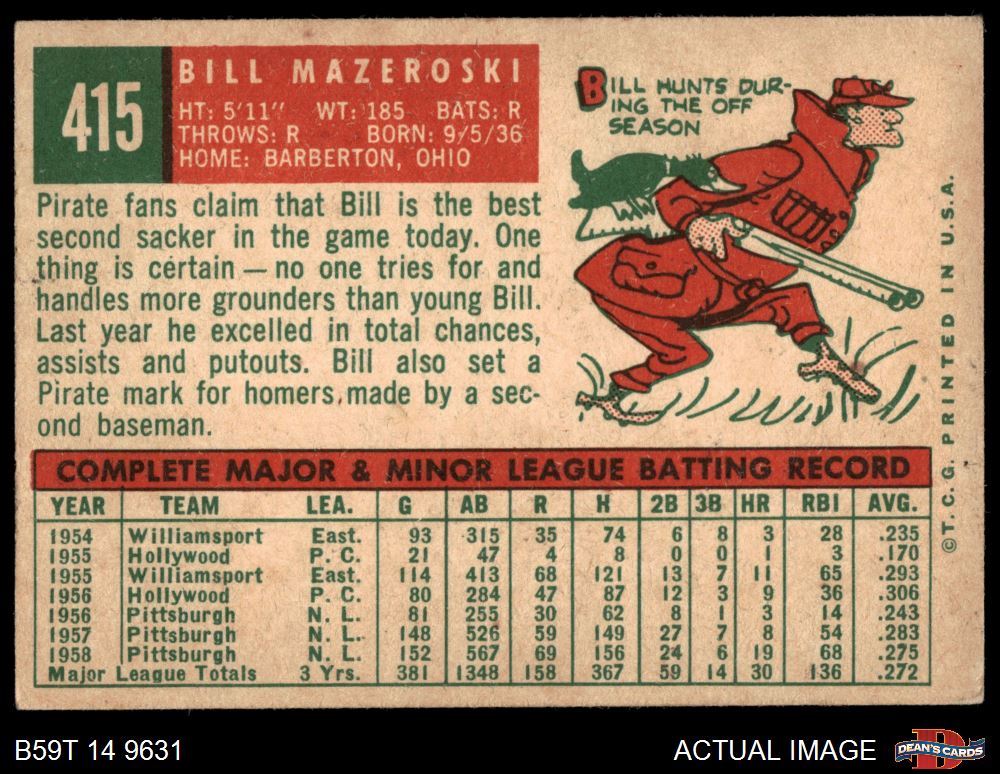 415
BILL MAZEROSKI
HT: 5'11" WT: 185 BATS: R
THROWS: R BORN: 9/5/36
HOME: BARBERTON, OHIO
BILL HUNTS DUR-
ING THE OFF
SEASON
Pirate fans claim that Bill is the best
second sacker in the game today. One
thing is certain — no one tries for and
handles more grounders than young Bill.
Last year he excelled in total chances,
assists and putouts. Bill also set a
Pirate mark for homers made by a sec-
ond baseman.
COMPLETE MAJOR & MINOR LEAGUE BATTING RECORD
YEAR TEAM LEA. G AB R H 2B 3B HR RBI AVG.
1954 Williamsport East. 93 315 35 74 6 8 3 28 .235
1955 Hollywood P. C. 21 47 4 8 0 0 1 3 .170
1955 Williamsport East. 114 413 68 121 13 7 11 65 .293
1956 Hollywood P. C. 80 284 47 87 12 3 9 36 .306
1956 Pittsburgh N. L. 81 255 30 62 8 1 3 14 .243
1957 Pittsburgh N. L. 148 526 59 149 27 7 8 54 .283
1958 Pittsburgh N. L. 152 567 69 156 24 6 19 68 .275
Major League Totals 3 Yrs. 381 1348 158 367 59 14 30 136 .272
© T. C. G. PRINTED IN U.S.A.
B59T 14 9631
ACTUAL IMAGE
DEAN'S CARDS